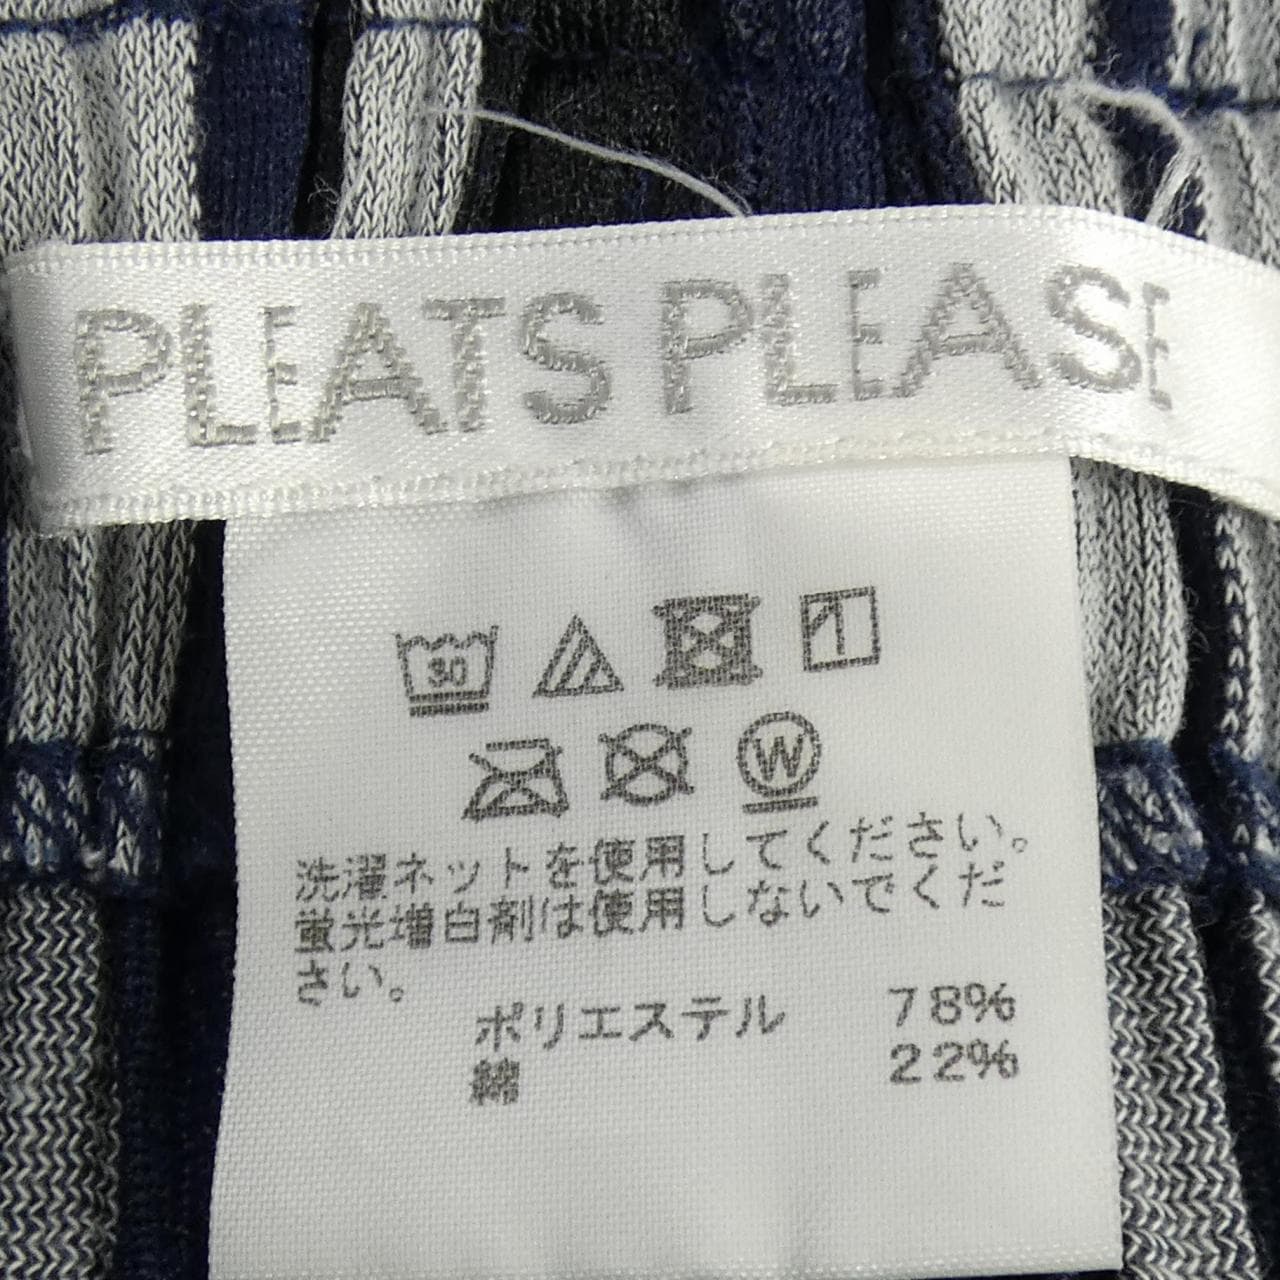 PLEATS PLEASE
30
W
洗濯ネットを使用してください。
蛍光増白剤は使用しないでくだ
さい。
ポリエステル 78%
綿 22%